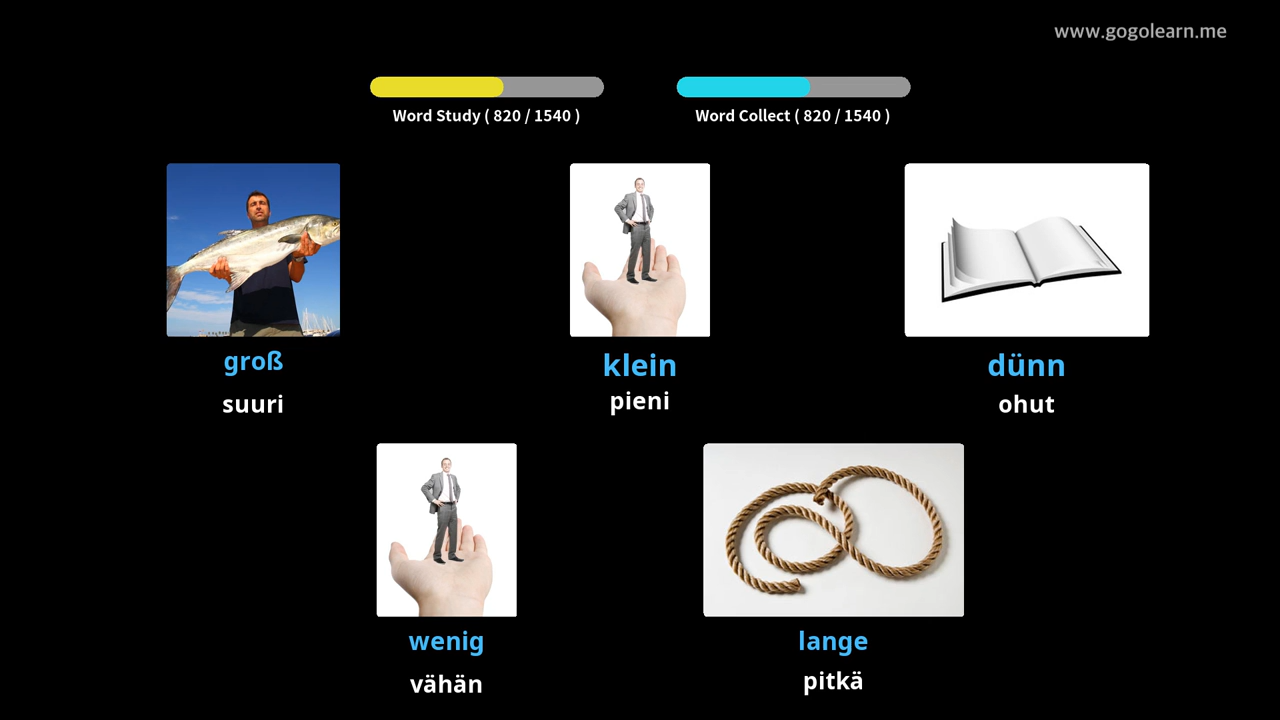 www.gogolearn.me
Word Study ( 820 / 1540 )
Word Collect ( 820 / 1540 )
groß
suuri
klein
pieni
dünn
ohut
wenig
vähän
lange
pitkä